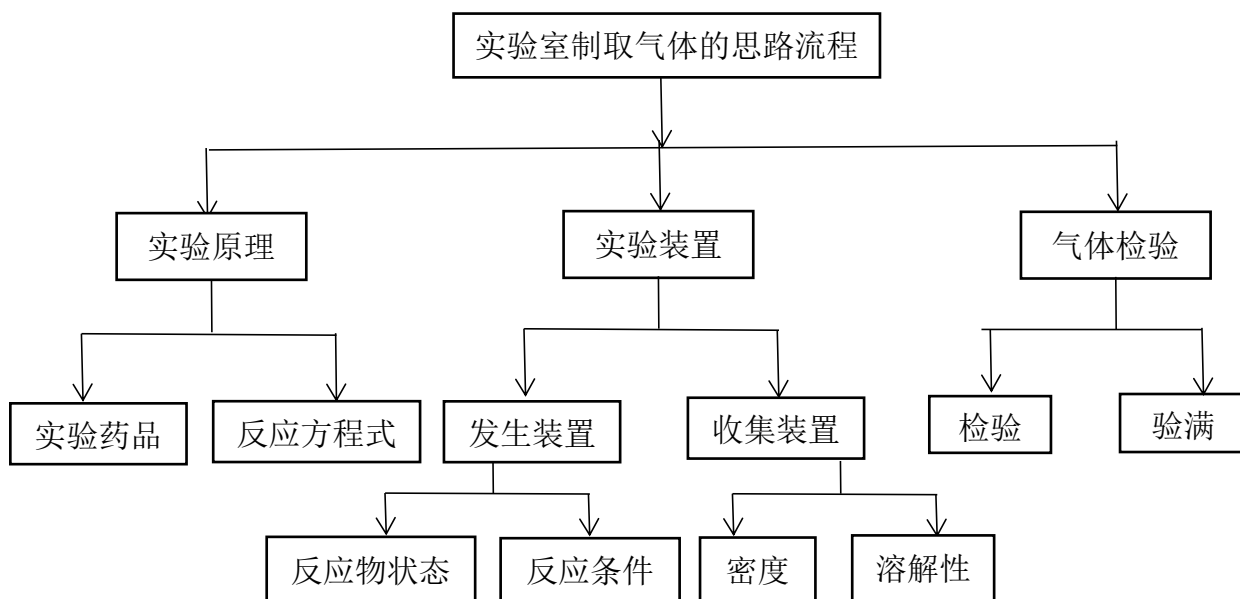 实验室制取气体的思路流程
实验原理
实验装置
气体检验
实验药品
反应方程式
发生装置
收集装置
检验
验满
反应物状态
反应条件
密度
溶解性